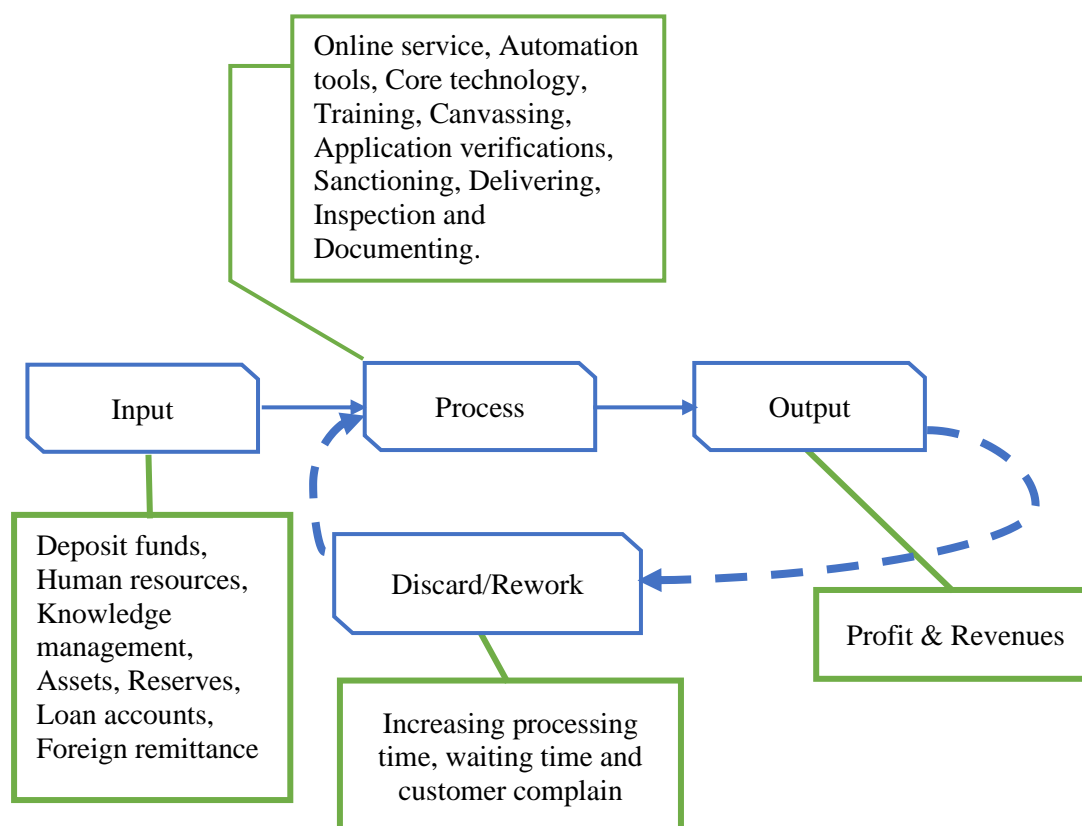 Online service, Automation
tools, Core technology,
Training, Canvassing,
Application verifications,
Sanctioning, Delivering,
Inspection and
Documenting.
Input
Process
Output
Deposit funds,
Human resources,
Knowledge
management,
Assets, Reserves,
Loan accounts,
Foreign remittance
Discard/Rework
Profit & Revenues
Increasing processing
time, waiting time and
customer complain